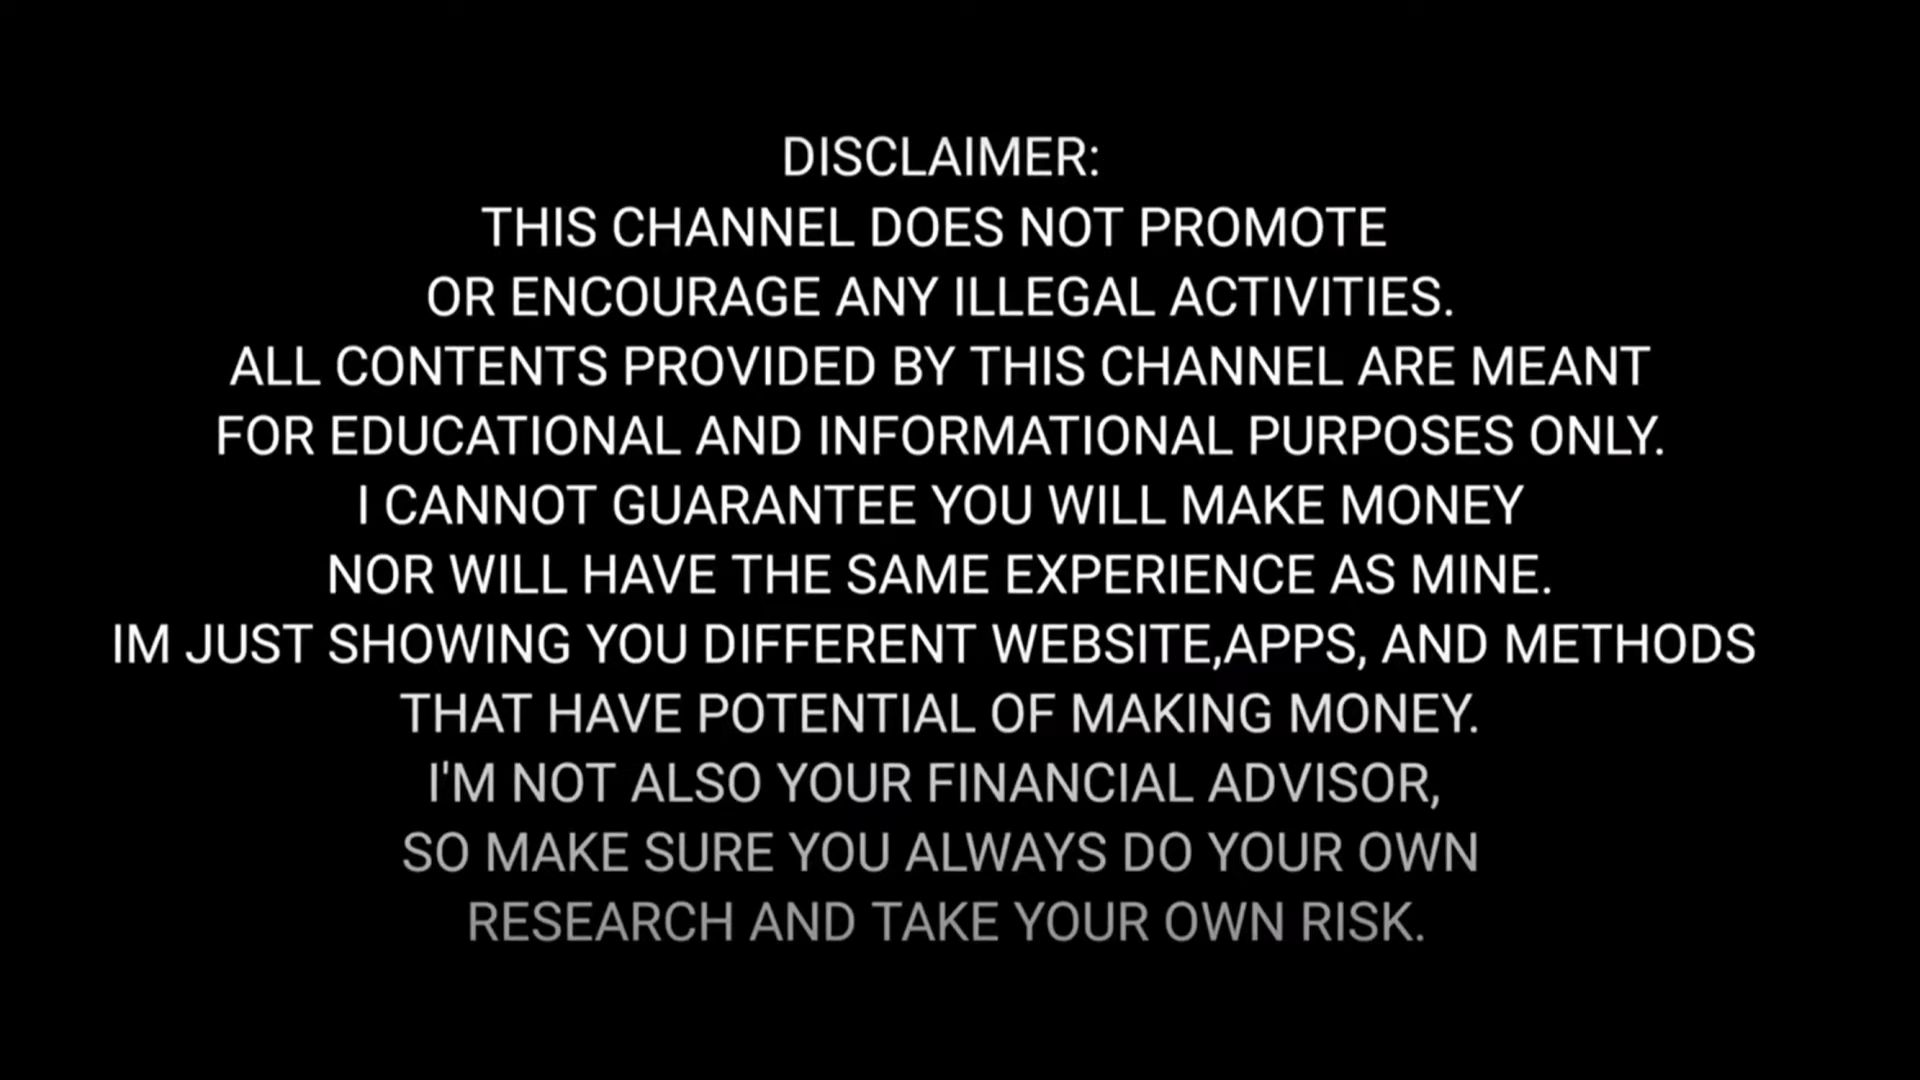 DISCLAIMER:
THIS CHANNEL DOES NOT PROMOTE
OR ENCOURAGE ANY ILLEGAL ACTIVITIES.
ALL CONTENTS PROVIDED BY THIS CHANNEL ARE MEANT
FOR EDUCATIONAL AND INFORMATIONAL PURPOSES ONLY.
I CANNOT GUARANTEE YOU WILL MAKE MONEY
NOR WILL HAVE THE SAME EXPERIENCE AS MINE.
IM JUST SHOWING YOU DIFFERENT WEBSITE,APPS, AND METHODS
THAT HAVE POTENTIAL OF MAKING MONEY.
I'M NOT ALSO YOUR FINANCIAL ADVISOR,
SO MAKE SURE YOU ALWAYS DO YOUR OWN
RESEARCH AND TAKE YOUR OWN RISK.